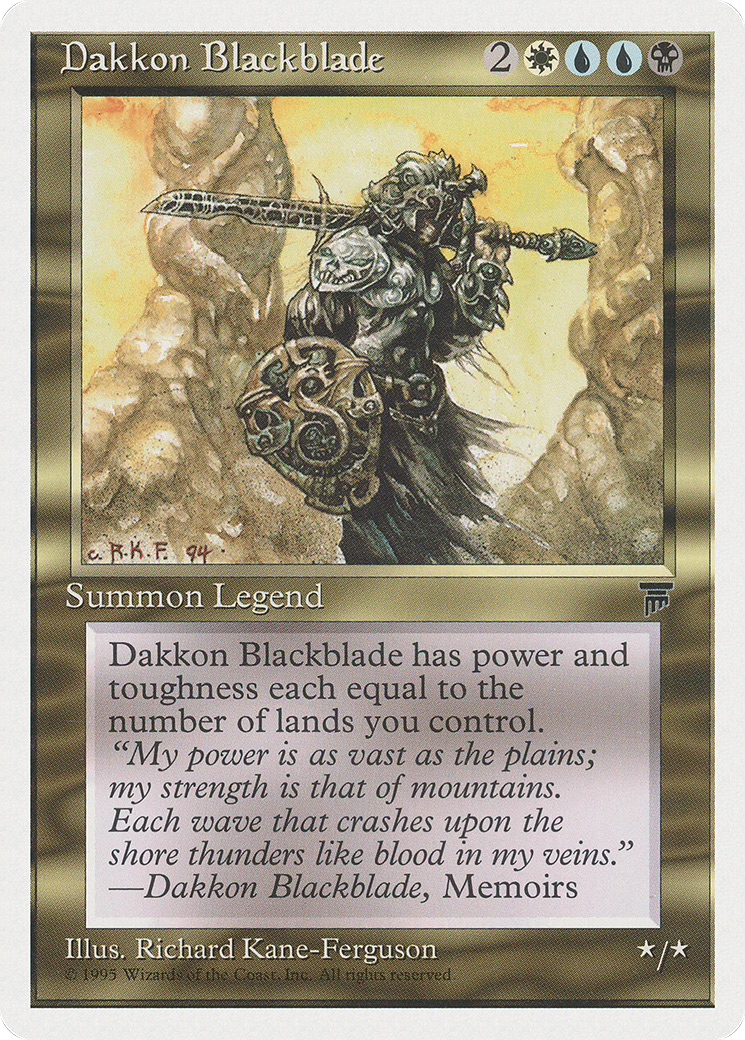 Dakkon Blackblade 2
c. R.K.F. 94.
Summon Legend
Dakkon Blackblade has power and
toughness each equal to the
number of lands you control.
“My power is as vast as the plains;
my strength is that of mountains.
Each wave that crashes upon the
shore thunders like blood in my veins.”
—Dakkon Blackblade, Memoirs
Illus. Richard Kane-Ferguson ★/★
© 1995 Wizards of the Coast, Inc. All rights reserved.